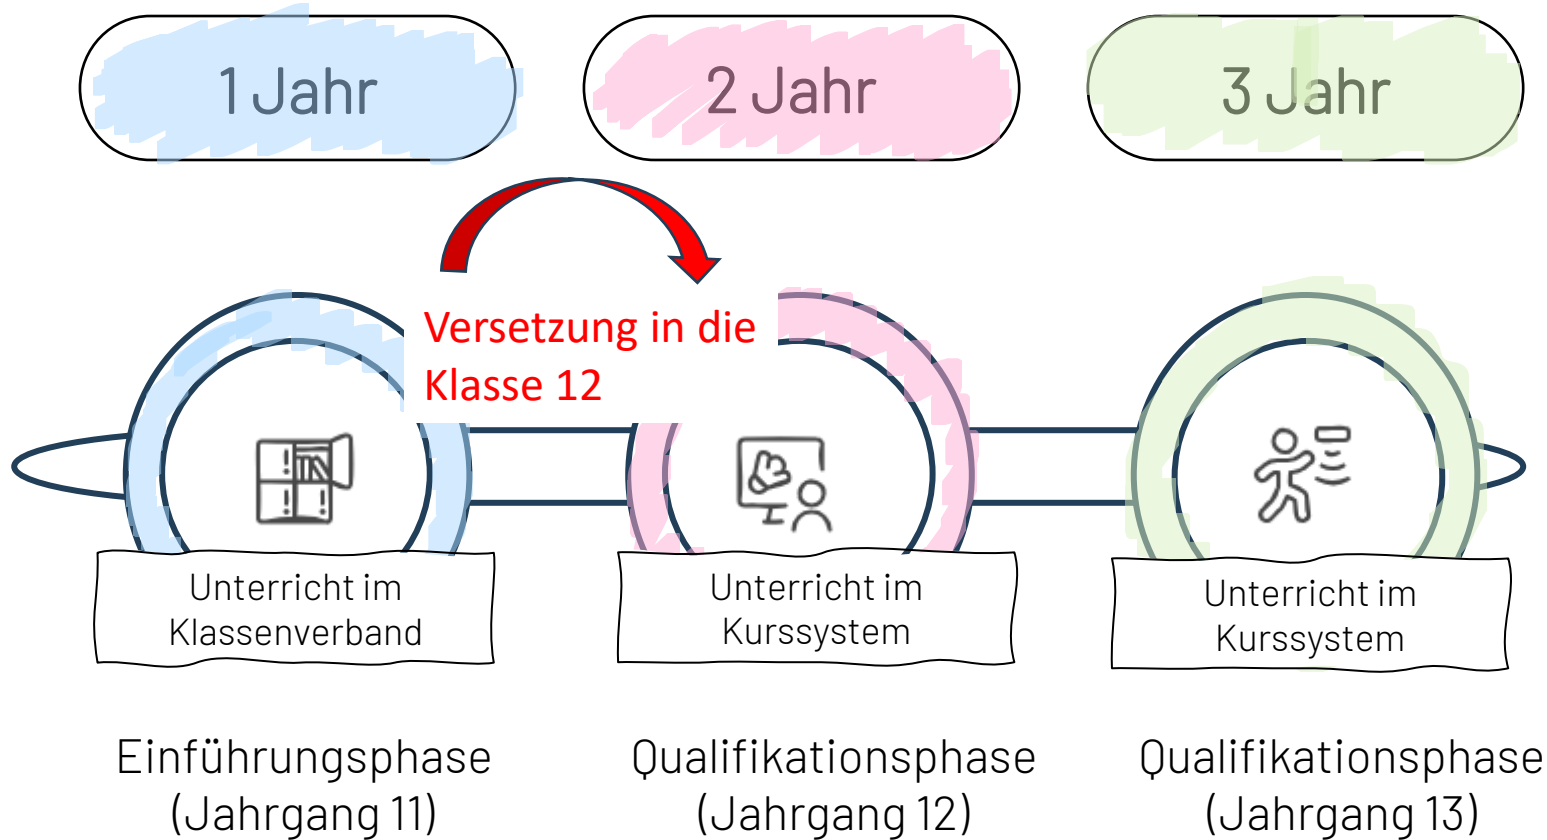 1 Jahr
2 Jahr
3 Jahr
Versetzung in die
Klasse 12
Unterricht im
Klassenverband
Unterricht im
Kurssystem
Unterricht im
Kurssystem
Einführungsphase
(Jahrgang 11)
Qualifikationsphase
(Jahrgang 12)
Qualifikationsphase
(Jahrgang 13)